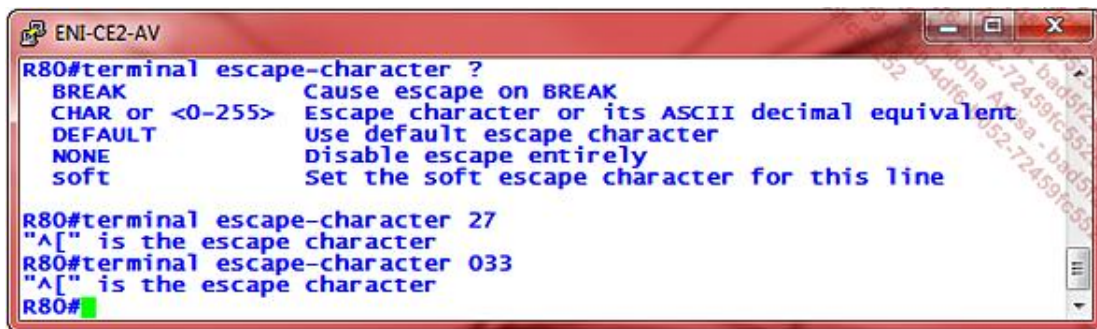 ENI-CE2-AV
R80#terminal escape-character ?
BREAK Cause escape on BREAK
CHAR or <0-255> Escape character or its ASCII decimal equivalent
DEFAULT Use default escape character
NONE Disable escape entirely
soft Set the soft escape character for this line
R80#terminal escape-character 27
"^[" is the escape character
R80#terminal escape-character 033
"^[" is the escape character
R80#